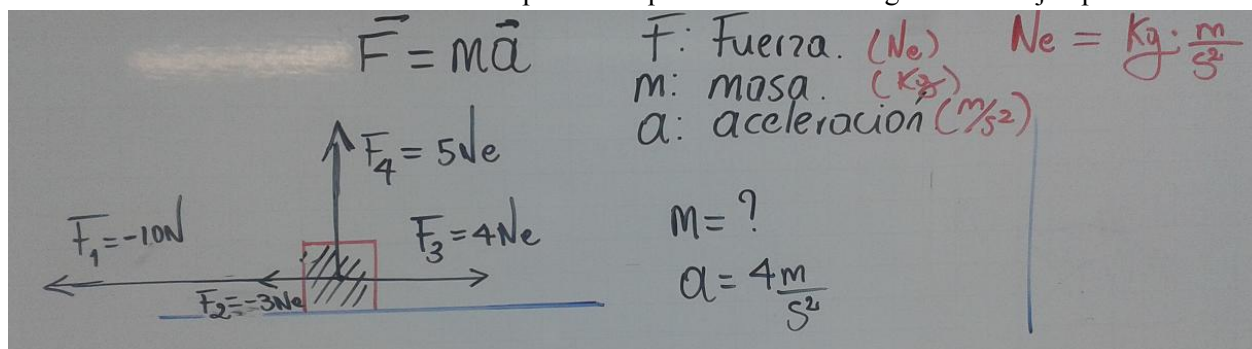 F = ma
F: Fuerza. (Ne)
m: masa. (Kg)
a: aceleración (m/s²)
Ne = Kg · m/s²
F₄ = 5Ne
F₁ = -10N
F₃ = 4Ne
F₂ = -3Ne
m = ?
a = 4 m/s²